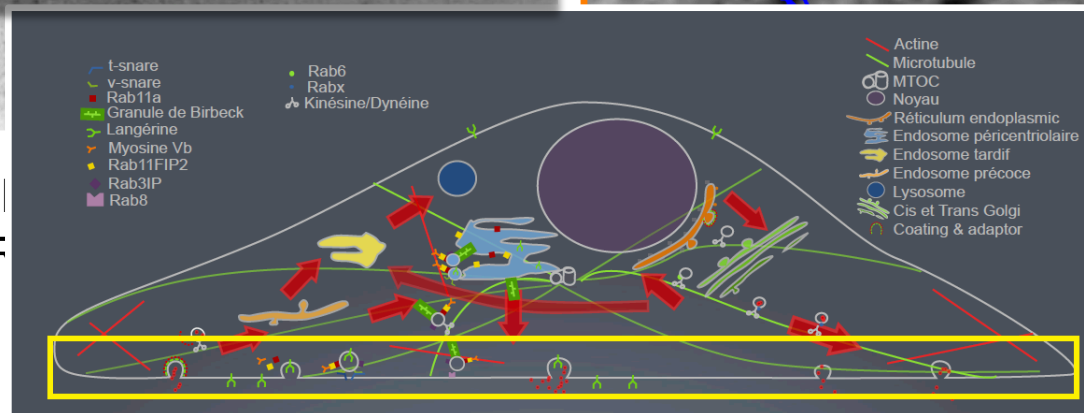 t-snare
v-snare
Rab11a
Granule de Birbeck
Langérine
Myosine Vb
Rab11FIP2
Rab3IP
Rab8
Rab6
Rabx
Kinésine/Dynéine
Actine
Microtubule
MTOC
Noyau
Réticulum endoplasmic
Endosome péricentriolaire
Endosome tardif
Endosome précoce
Lysosome
Cis et Trans Golgi
Coating & adaptor